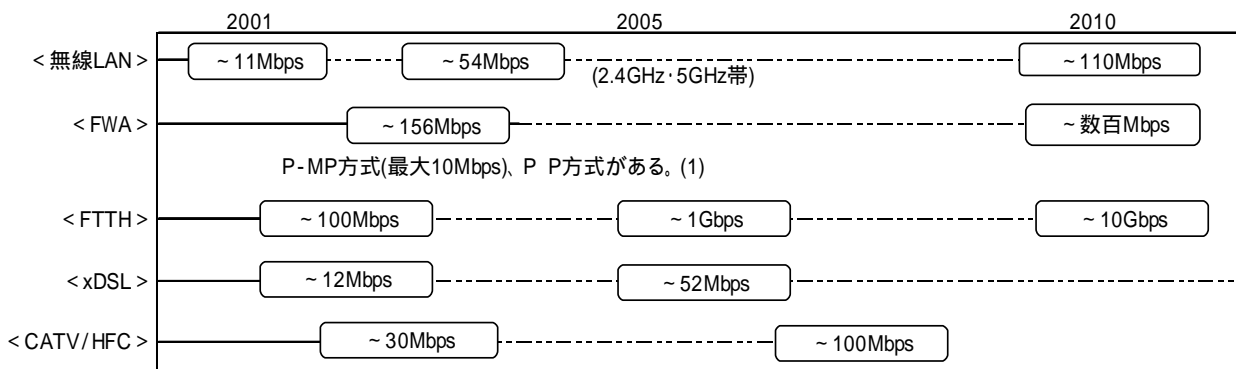 2001 2005 2010
<無線LAN> ~11Mbps ~54Mbps (2.4GHz・5GHz帯) ~110Mbps
<FWA> ~156Mbps ~数百Mbps
P-MP方式(最大10Mbps)、P P方式がある。(1)
<FTTH> ~100Mbps ~1Gbps ~10Gbps
<xDSL> ~12Mbps ~52Mbps
<CATV/HFC> ~30Mbps ~100Mbps